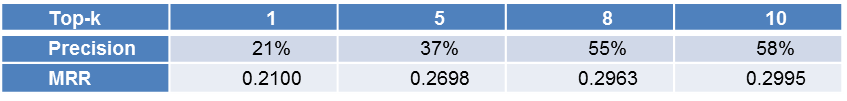 Top-k 1 5 8 10
Precision 21% 37% 55% 58%
MRR 0.2100 0.2698 0.2963 0.2995